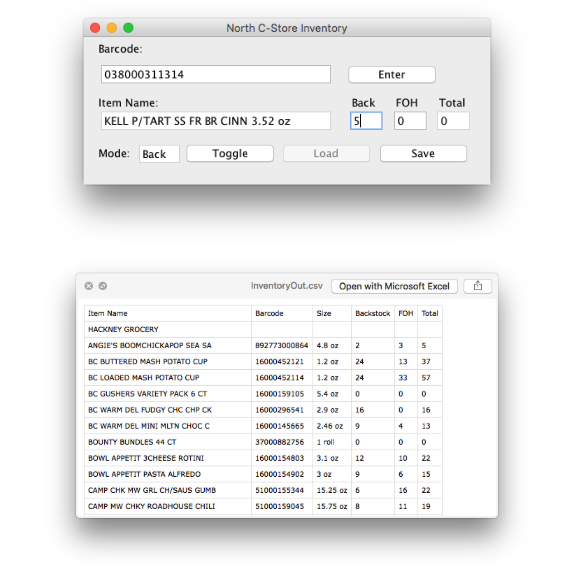 North C-Store Inventory
Barcode:
038000311314 Enter
Item Name: Back FOH Total
KELL P/TART SS FR BR CINN 3.52 oz 5 0 0
Mode: Back Toggle Load Save
InventoryOut.csv Open with Microsoft Excel
Item Name Barcode Size Backstock FOH Total
HACKNEY GROCERY
ANGIE'S BOOMCHICKAPOP SEA SA 892773000864 4.8 oz 2 3 5
BC BUTTERED MASH POTATO CUP 16000452121 1.2 oz 24 13 37
BC LOADED MASH POTATO CUP 16000452114 1.2 oz 24 33 57
BC GUSHERS VARIETY PACK 6 CT 16000159105 5.4 oz 0 0 0
BC WARM DEL FUDGY CHC CHP CK 16000296541 2.9 oz 16 0 16
BC WARM DEL MINI MLTN CHOC C 16000145665 2.46 oz 9 4 13
BOUNTY BUNDLES 44 CT 37000882756 1 roll 0 0 0
BOWL APPETIT 3CHEESE ROTINI 16000154803 3.1 oz 12 10 22
BOWL APPETIT PASTA ALFREDO 16000154902 3 oz 9 6 15
CAMP CHK MW GRL CH/SAUS GUMB 51000155344 15.25 oz 6 16 22
CAMP MW CHKY ROADHOUSE CHILI 51000159045 15.75 oz 8 11 19